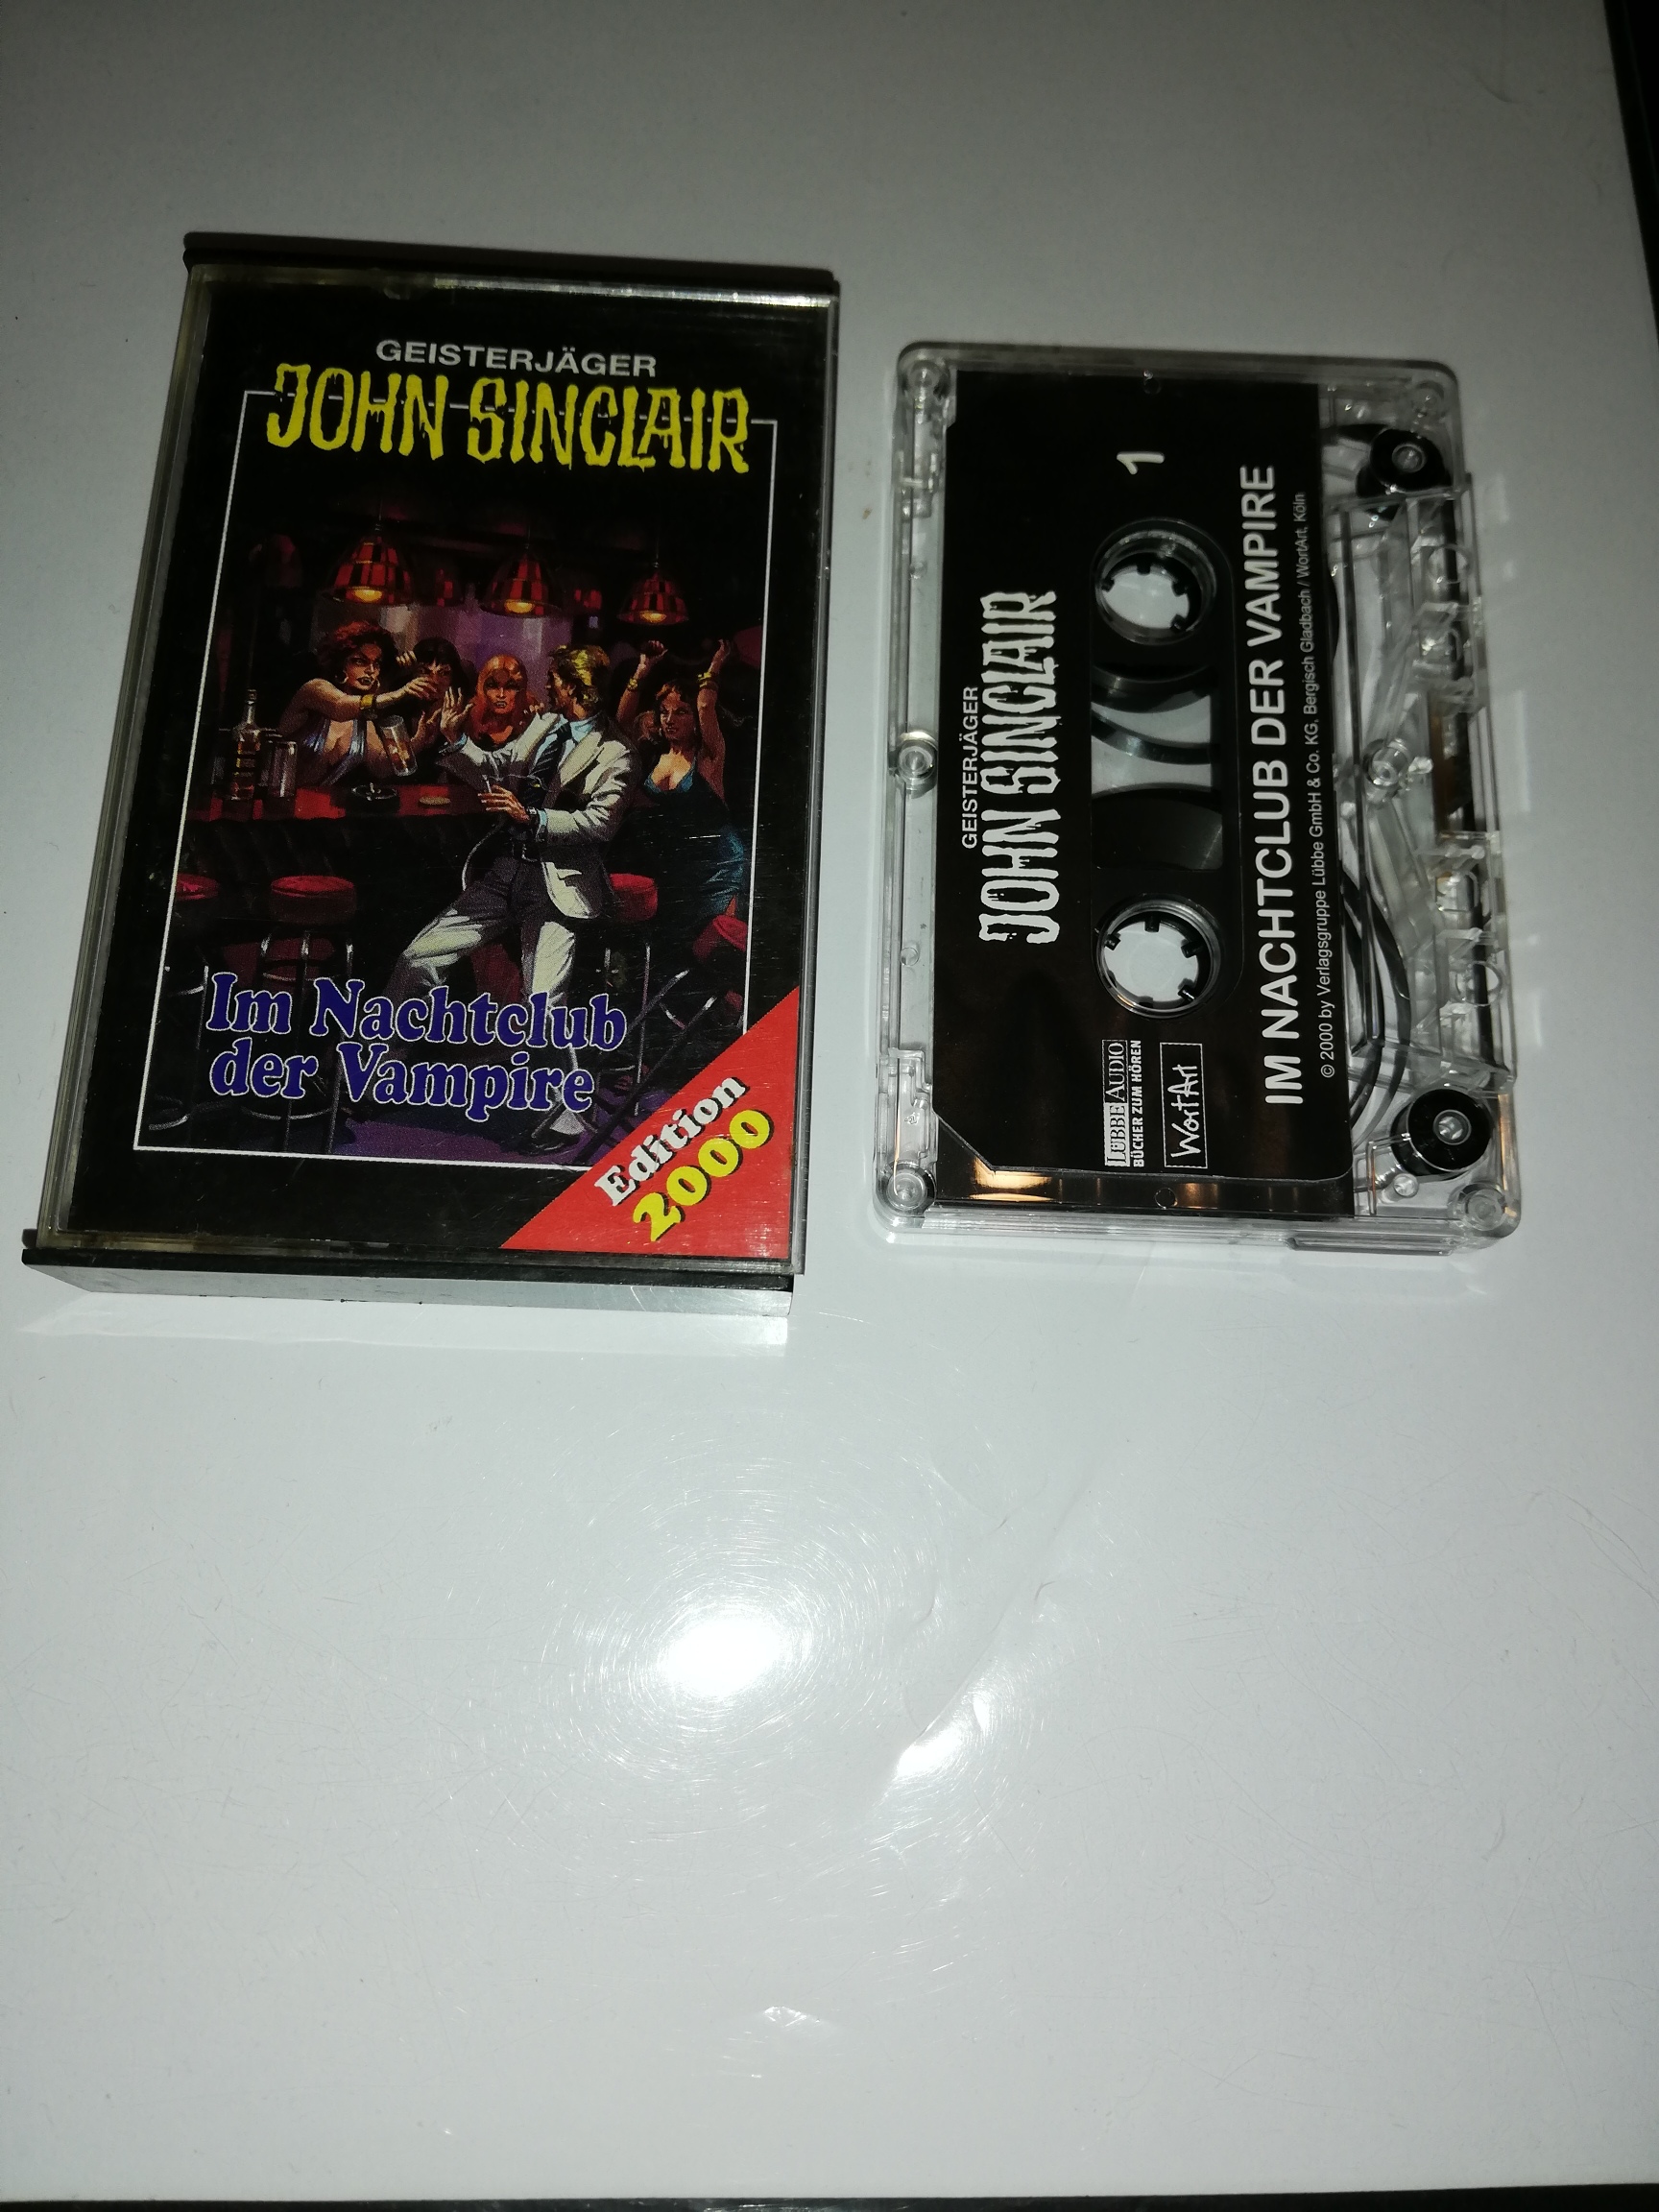 GEISTERJÄGER
JOHN SINCLAIR
Im Nachtclub
der Vampire
Edition
2000
GEISTERJÄGER
JOHN SINCLAIR
1
LÜBBE AUDIO
BÜCHER ZUM HÖREN
WortArt
IM NACHTCLUB DER VAMPIRE
© 2000 by Verlagsgruppe Lübbe GmbH & Co. KG, Bergisch Gladbach / WortArt, Köln